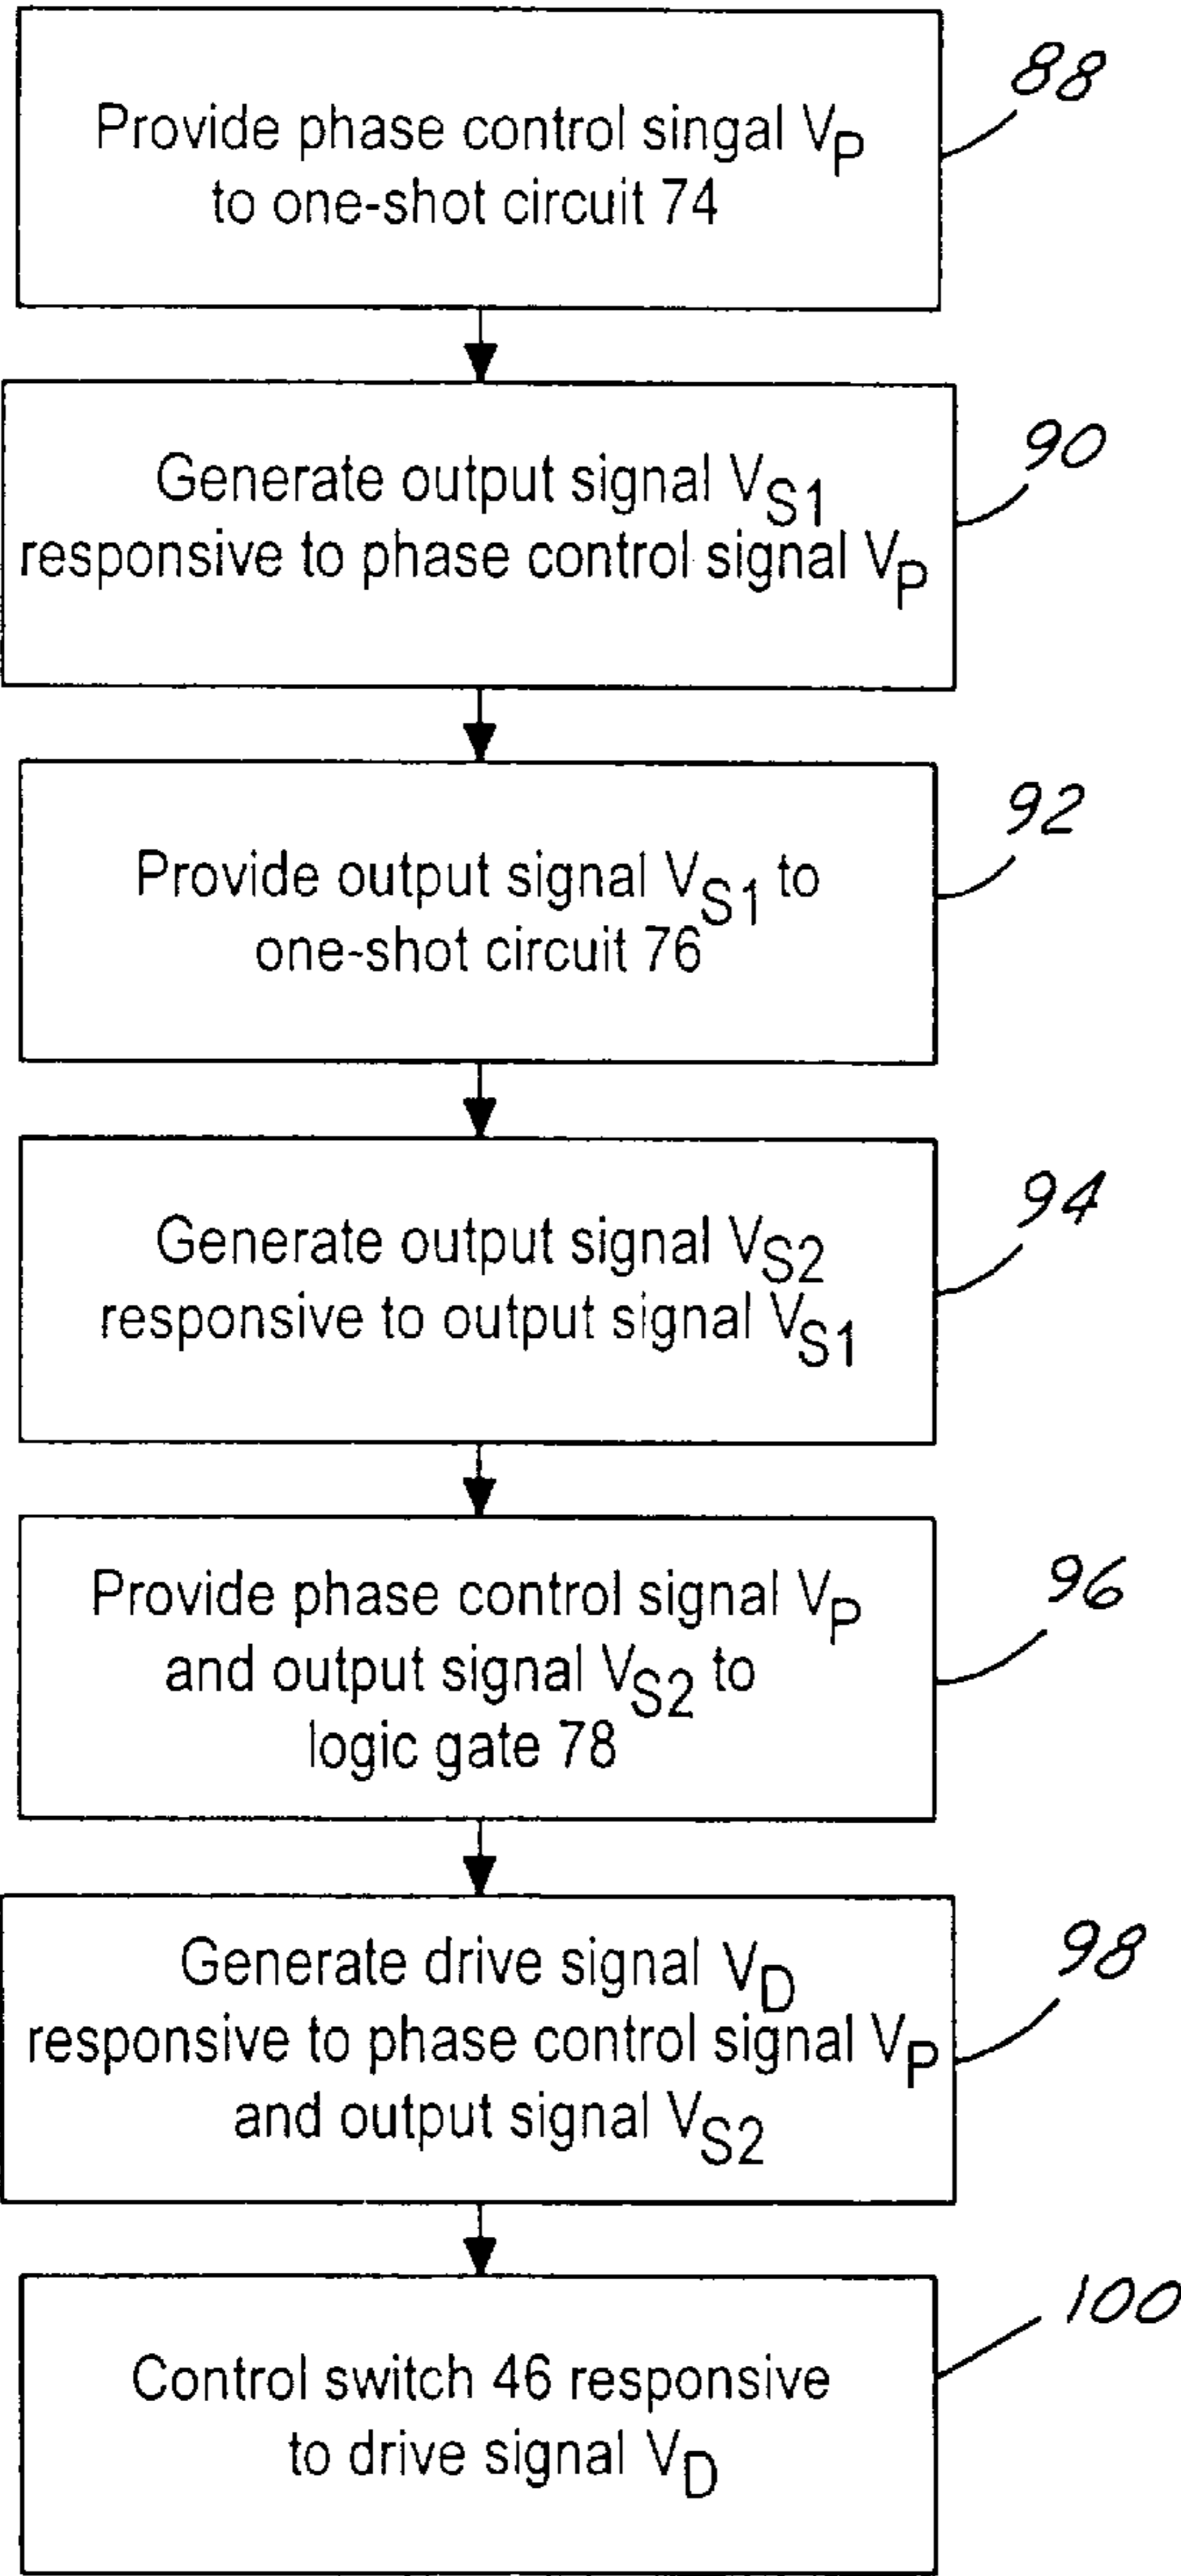 88
Provide phase control singal VP
to one-shot circuit 74
90
Generate output signal VS1
responsive to phase control signal VP
92
Provide output signal VS1 to
one-shot circuit 76
94
Generate output signal VS2
responsive to output signal VS1
96
Provide phase control signal VP
and output signal VS2 to
logic gate 78
98
Generate drive signal VD
responsive to phase control signal VP
and output signal VS2
100
Control switch 46 responsive
to drive signal VD